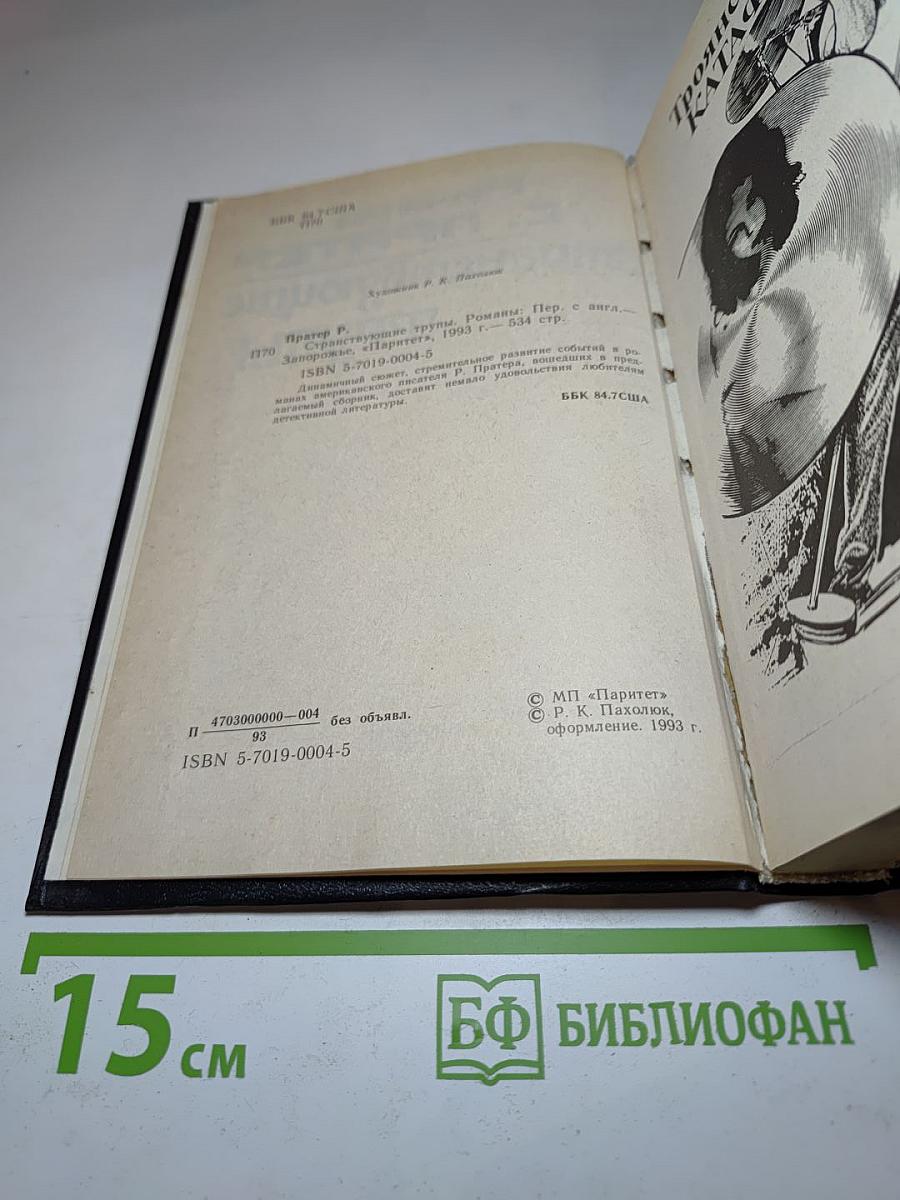 ББК 84.7США
П70
Художник Р. К. Пахолюк
Пратер Р.
П70 Странствующие трупы. Романы: Пер. с англ.—
Запорожье, «Паритет», 1993 г.— 534 стр.
ISBN 5-7019-0004-5
Динамичный сюжет, стремительное развитие событий в ро-
манах американского писателя Р. Пратера, вошедших в пред-
лагаемый сборник, доставит немало удовольствия любителям
детективной литературы.
ББК 84.7США
П 4703000000—004 без объявл.
93
ISBN 5-7019-0004-5
© МП «Паритет»
© Р. К. Пахолюк,
оформление. 1993 г.
15 см
БФ БИБЛИОФАН